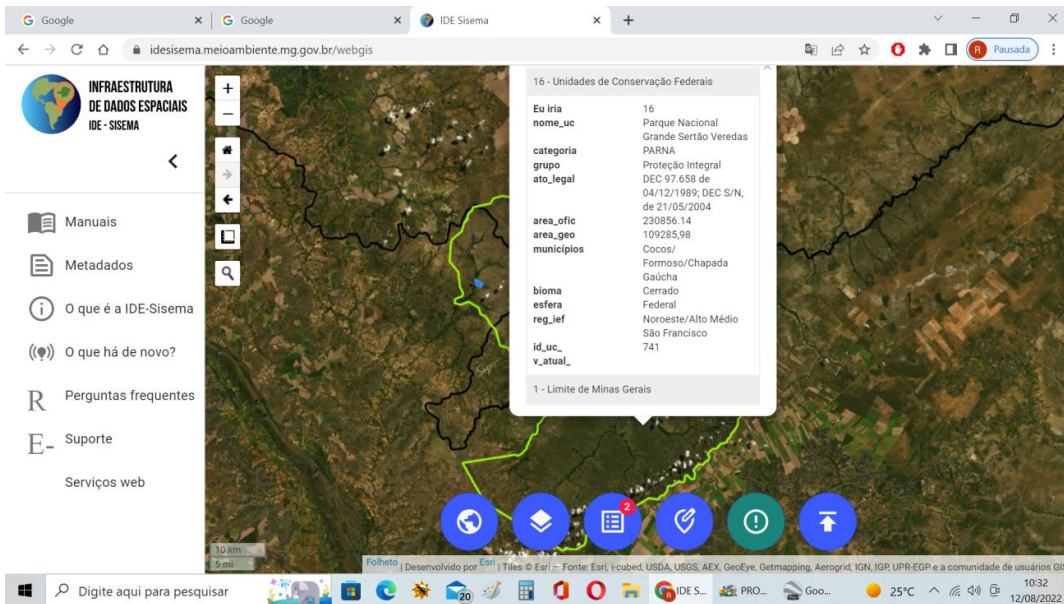 Google
Google
IDE Sisema
idesisema.meioambiente.mg.gov.br/webgis
R
Pausada
INFRAESTRUTURA
DE DADOS ESPACIAIS
IDE - SISEMA
Manuais
Metadados
O que é a IDE-Sisema
O que há de novo?
R Perguntas frequentes
E- Suporte
Serviços web
16 - Unidades de Conservação Federais
Eu iria 16
nome_uc Parque Nacional
Grande Sertão Veredas
categoria PARNA
grupo Proteção Integral
ato_legal DEC 97.658 de
04/12/1989; DEC S/N,
de 21/05/2004
area_ofic 230856.14
area_geo 109285,98
municípios Cocos/
Formoso/Chapada
Gaúcha
bioma Cerrado
esfera Federal
reg_ief Noroeste/Alto Médio
São Francisco
id_uc_ 741
v_atual_
1 - Limite de Minas Gerais
2
10 km
5 mi
Folheto | Desenvolvido por Esri | Tiles © Esri — Fonte: Esri, i-cubed, USDA, USGS, AEX, GeoEye, Getmapping, Aerogrid, IGN, IGP, UPR-EGP e a comunidade de usuários GIS
Digite aqui para pesquisar
20
IDE S...
PRO...
Goo...
25°C
10:32
12/08/2022